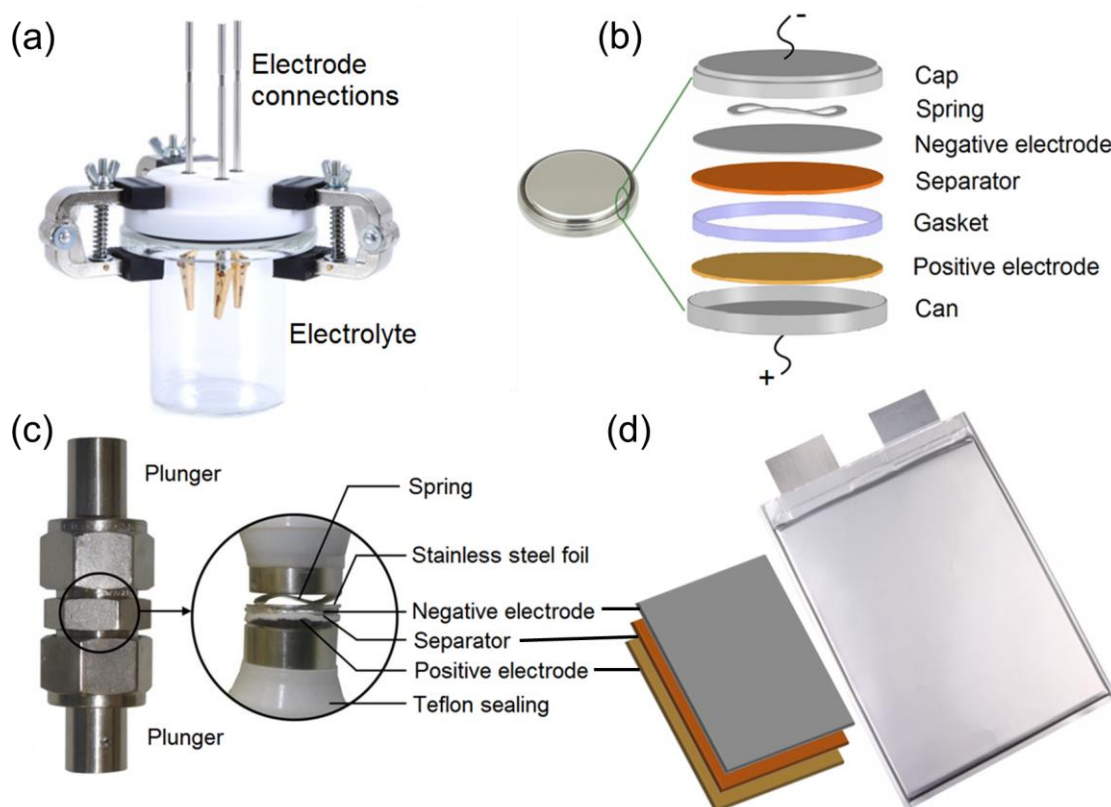 (a)
Electrode
connections
Electrolyte
(b)
-
Cap
Spring
Negative electrode
Separator
Gasket
Positive electrode
Can
+
(c)
Plunger
Plunger
Spring
Stainless steel foil
Negative electrode
Separator
Positive electrode
Teflon sealing
(d)